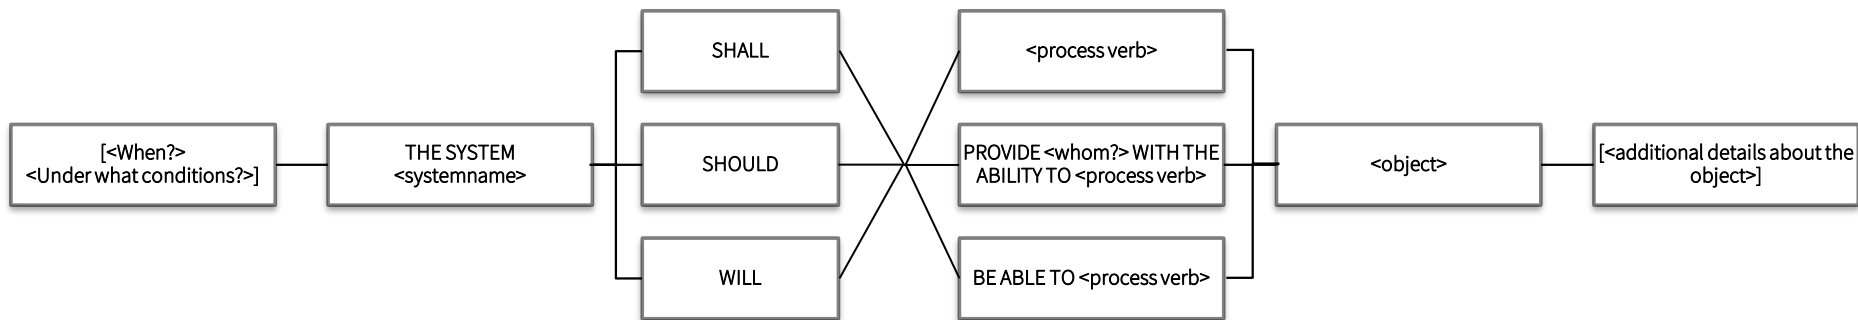 [<When?>
<Under what conditions?>]
THE SYSTEM
<systemname>
SHALL
SHOULD
WILL
<process verb>
PROVIDE <whom?> WITH THE
ABILITY TO <process verb>
BE ABLE TO <process verb>
<object>
[<additional details about the
object>]